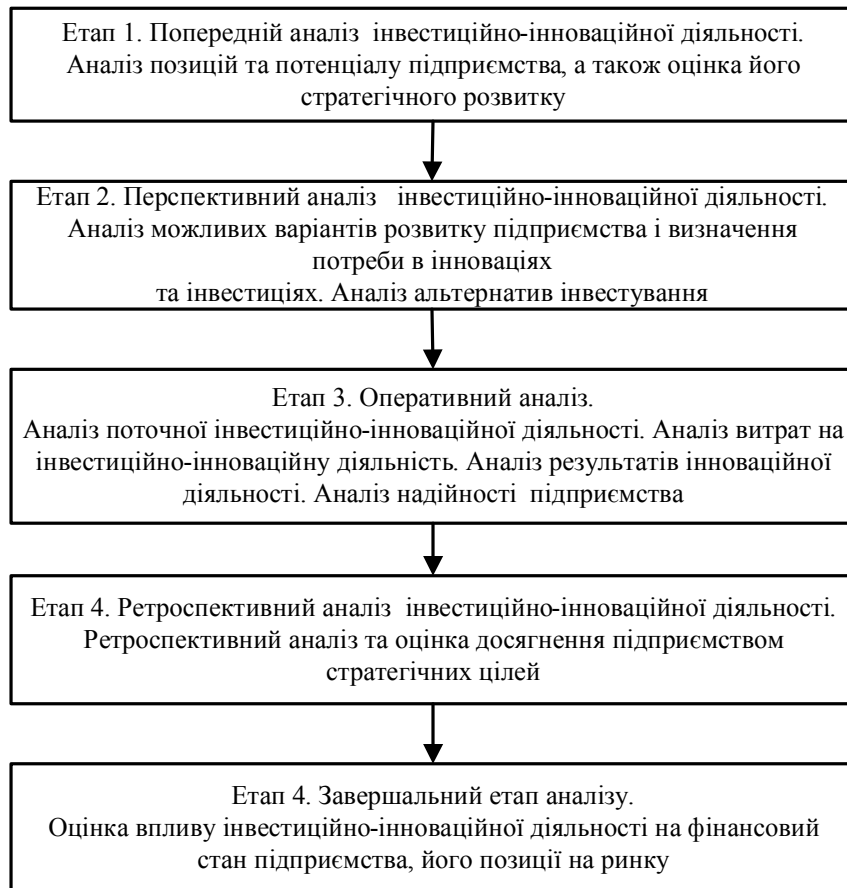 Етап 1. Попередній аналіз інвестиційно-інноваційної діяльності.
Аналіз позицій та потенціалу підприємства, а також оцінка його
стратегічного розвитку
Етап 2. Перспективний аналіз інвестиційно-інноваційної діяльності.
Аналіз можливих варіантів розвитку підприємства і визначення
потреби в інноваціях
та інвестиціях. Аналіз альтернатив інвестування
Етап 3. Оперативний аналіз.
Аналіз поточної інвестиційно-інноваційної діяльності. Аналіз витрат на
інвестиційно-інноваційну діяльність. Аналіз результатів інноваційної
діяльності. Аналіз надійності підприємства
Етап 4. Ретроспективний аналіз інвестиційно-інноваційної діяльності.
Ретроспективний аналіз та оцінка досягнення підприємством
стратегічних цілей
Етап 4. Завершальний етап аналізу.
Оцінка впливу інвестиційно-інноваційної діяльності на фінансовий
стан підприємства, його позиції на ринку